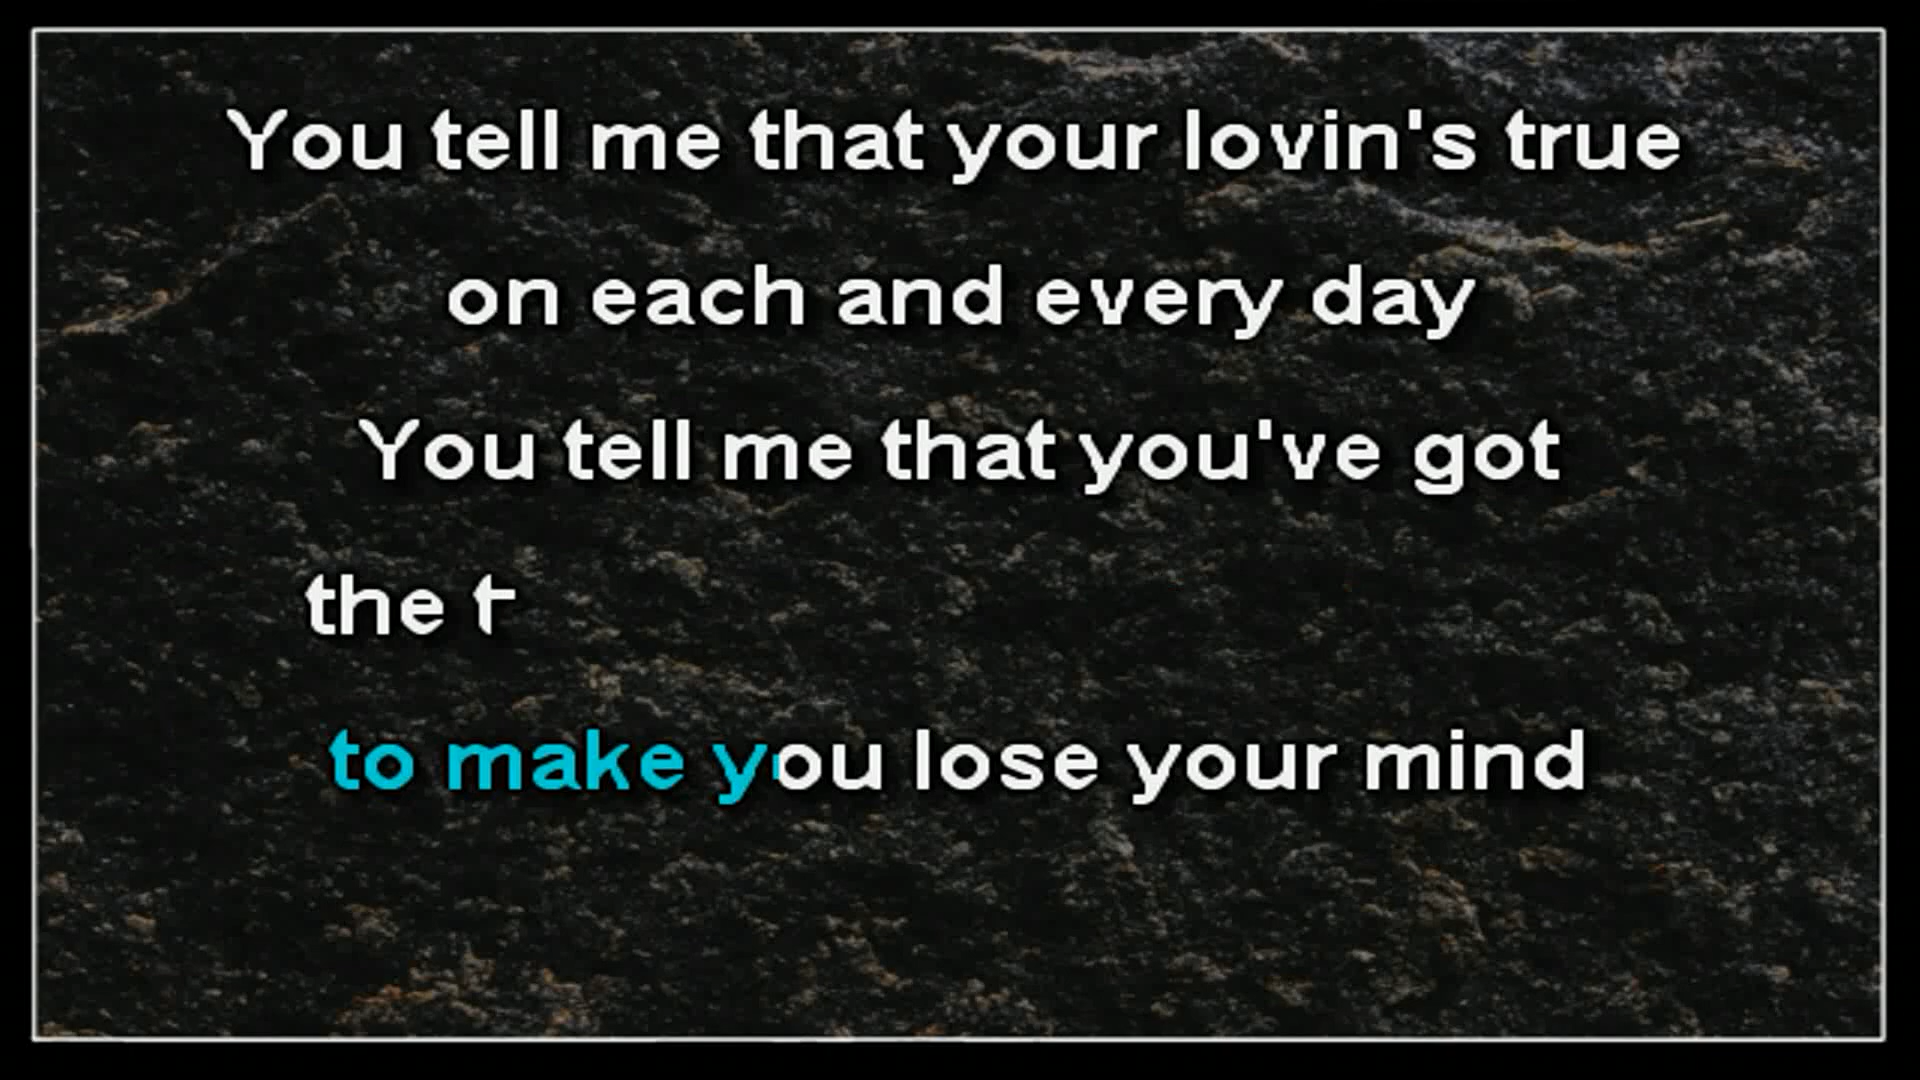 You tell me that your lovin's true
on each and every day
You tell me that you've got
the t
to make you lose your mind